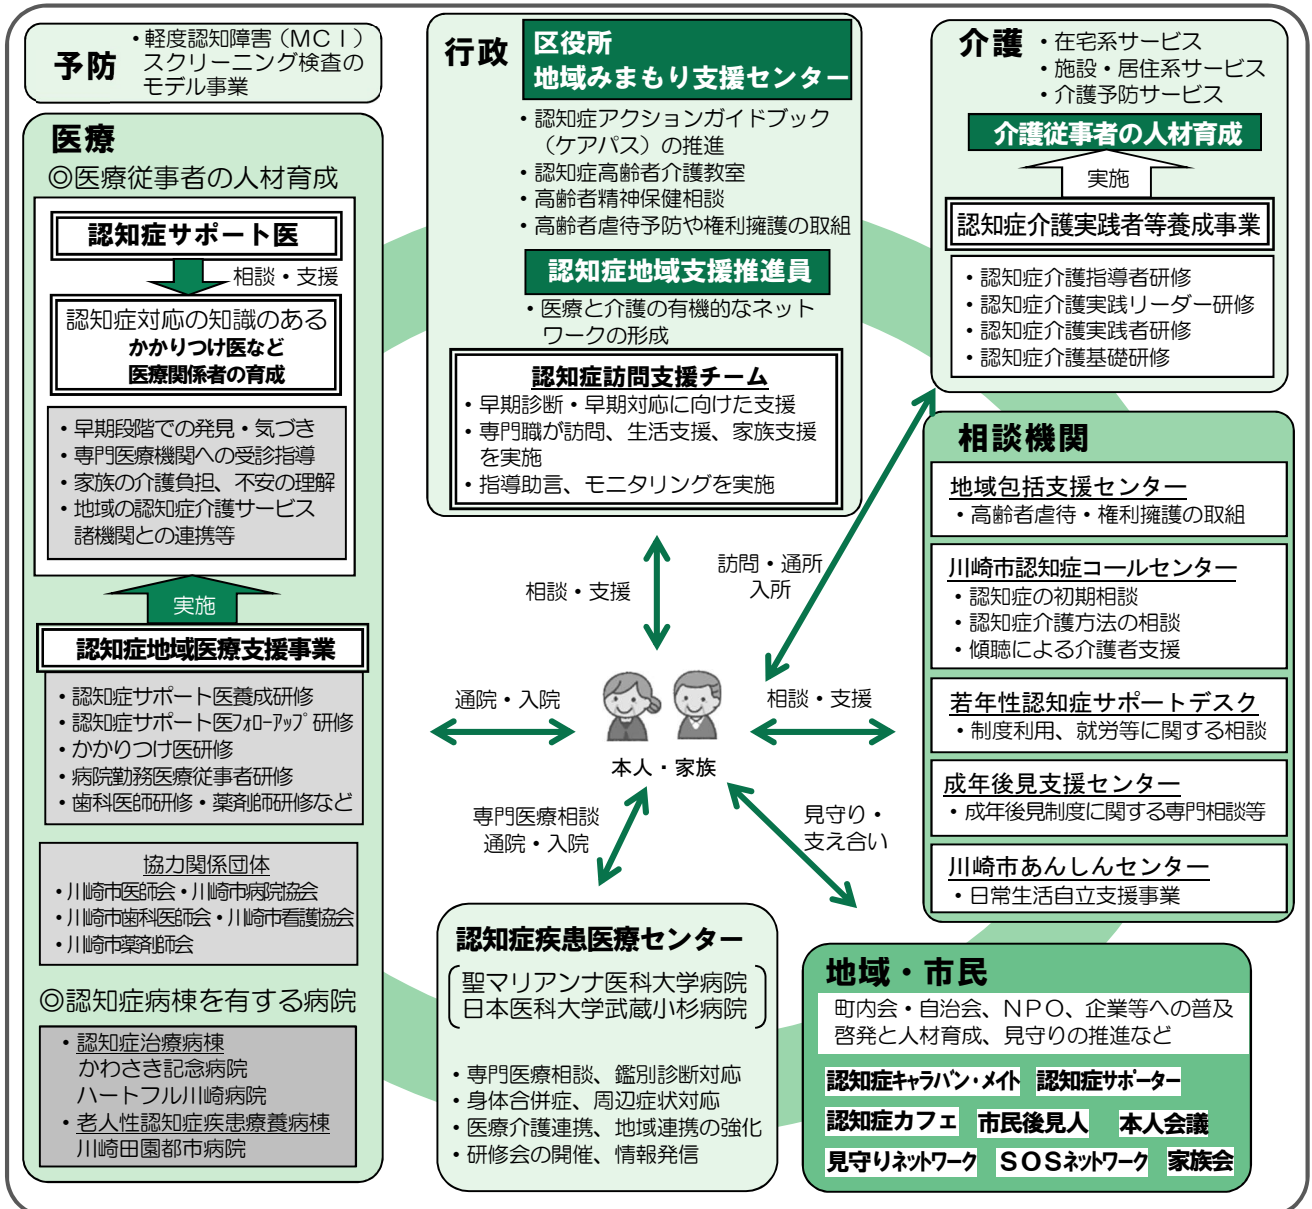 予防
・軽度認知障害（ＭＣＩ）
スクリーニング検査の
モデル事業
医療
◎医療従事者の人材育成
認知症サポート医
相談・支援
認知症対応の知識のある
かかりつけ医など
医療関係者の育成
・早期段階での発見・気づき
・専門医療機関への受診指導
・家族の介護負担、不安の理解
・地域の認知症介護サービス
諸機関との連携等
実施
認知症地域医療支援事業
・認知症サポート医養成研修
・認知症サポート医ﾌｫﾛｰｱｯﾌﾟ研修
・かかりつけ医研修
・病院勤務医療従事者研修
・歯科医師研修・薬剤師研修など
協力関係団体
・川崎市医師会・川崎市病院協会
・川崎市歯科医師会・川崎市看護協会
・川崎市薬剤師会
◎認知症病棟を有する病院
・認知症治療病棟
かわさき記念病院
ハートフル川崎病院
・老人性認知症疾患療養病棟
川崎田園都市病院
行政
区役所
地域みまもり支援センター
・認知症アクションガイドブック
（ケアパス）の推進
・認知症高齢者介護教室
・高齢者精神保健相談
・高齢者虐待予防や権利擁護の取組
認知症地域支援推進員
・医療と介護の有機的なネット
ワークの形成
認知症訪問支援チーム
・早期診断・早期対応に向けた支援
・専門職が訪問、生活支援、家族支援
を実施
・指導助言、モニタリングを実施
相談・支援
訪問・通所
入所
通院・入院
相談・支援
本人・家族
専門医療相談
通院・入院
見守り・
支え合い
認知症疾患医療センター
聖マリアンナ医科大学病院
日本医科大学武蔵小杉病院
・専門医療相談、鑑別診断対応
・身体合併症、周辺症状対応
・医療介護連携、地域連携の強化
・研修会の開催、情報発信
介護
・在宅系サービス
・施設・居住系サービス
・介護予防サービス
介護従事者の人材育成
実施
認知症介護実践者等養成事業
・認知症介護指導者研修
・認知症介護実践リーダー研修
・認知症介護実践者研修
・認知症介護基礎研修
相談機関
地域包括支援センター
・高齢者虐待・権利擁護の取組
川崎市認知症コールセンター
・認知症の初期相談
・認知症介護方法の相談
・傾聴による介護者支援
若年性認知症サポートデスク
・制度利用、就労等に関する相談
成年後見支援センター
・成年後見制度に関する専門相談等
川崎市あんしんセンター
・日常生活自立支援事業
地域・市民
町内会・自治会、ＮＰＯ、企業等への普及
啓発と人材育成、見守りの推進など
認知症キャラバン・メイト 認知症サポーター
認知症カフェ 市民後見人 本人会議
見守りネットワーク ＳＯＳネットワーク 家族会